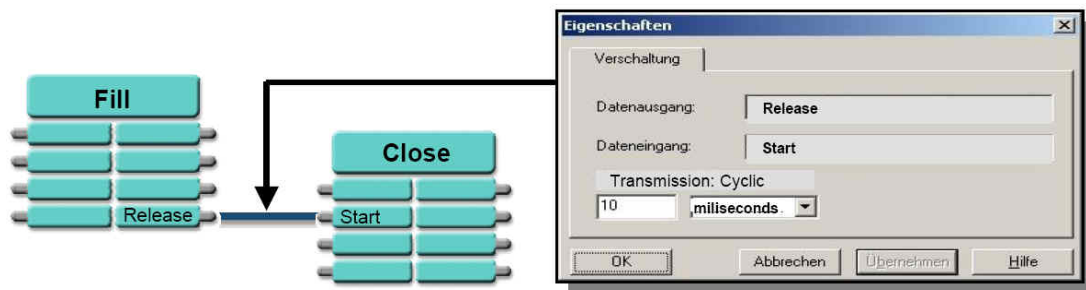 Fill
Release
Close
Start
Eigenschaften
Verschaltung
Datenausgang:
Release
Dateneingang:
Start
Transmission: Cyclic
10
miliseconds.
OK
Abbrechen
Übernehmen
Hilfe